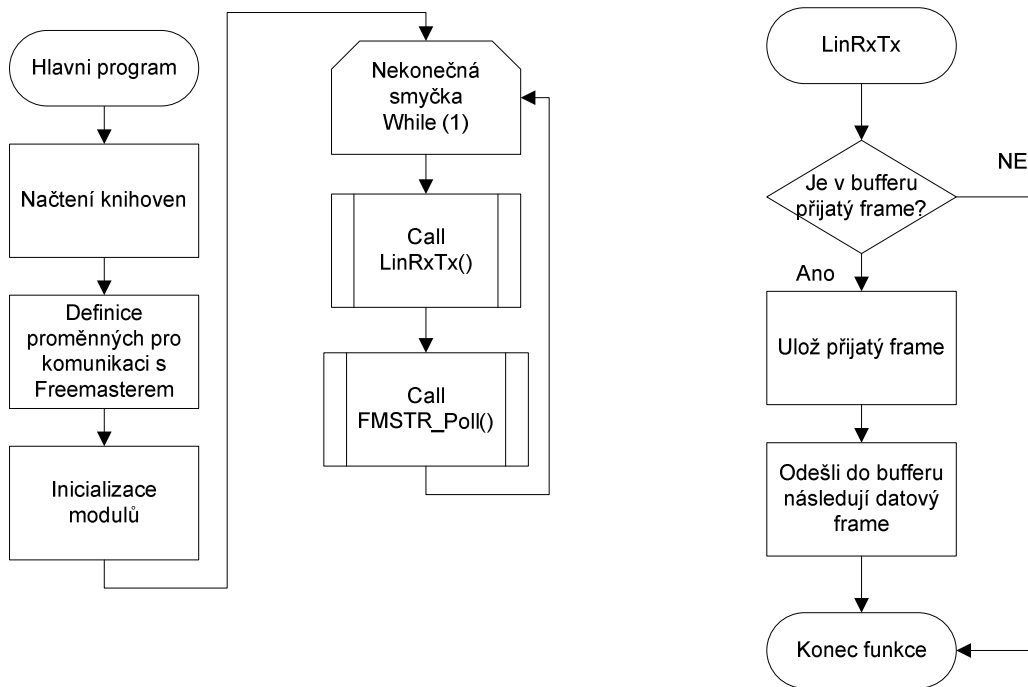 Hlavni program
Načtení knihoven
Definice
proměnných pro
komunikaci s
Freemasterem
Inicializace
modulů
Nekonečná
smyčka
While (1)
Call
LinRxTx()
Call
FMSTR_Poll()
LinRxTx
Je v bufferu
přijatý frame?
NE
Ano
Ulož přijatý frame
Odešli do bufferu
následují datový
frame
Konec funkce